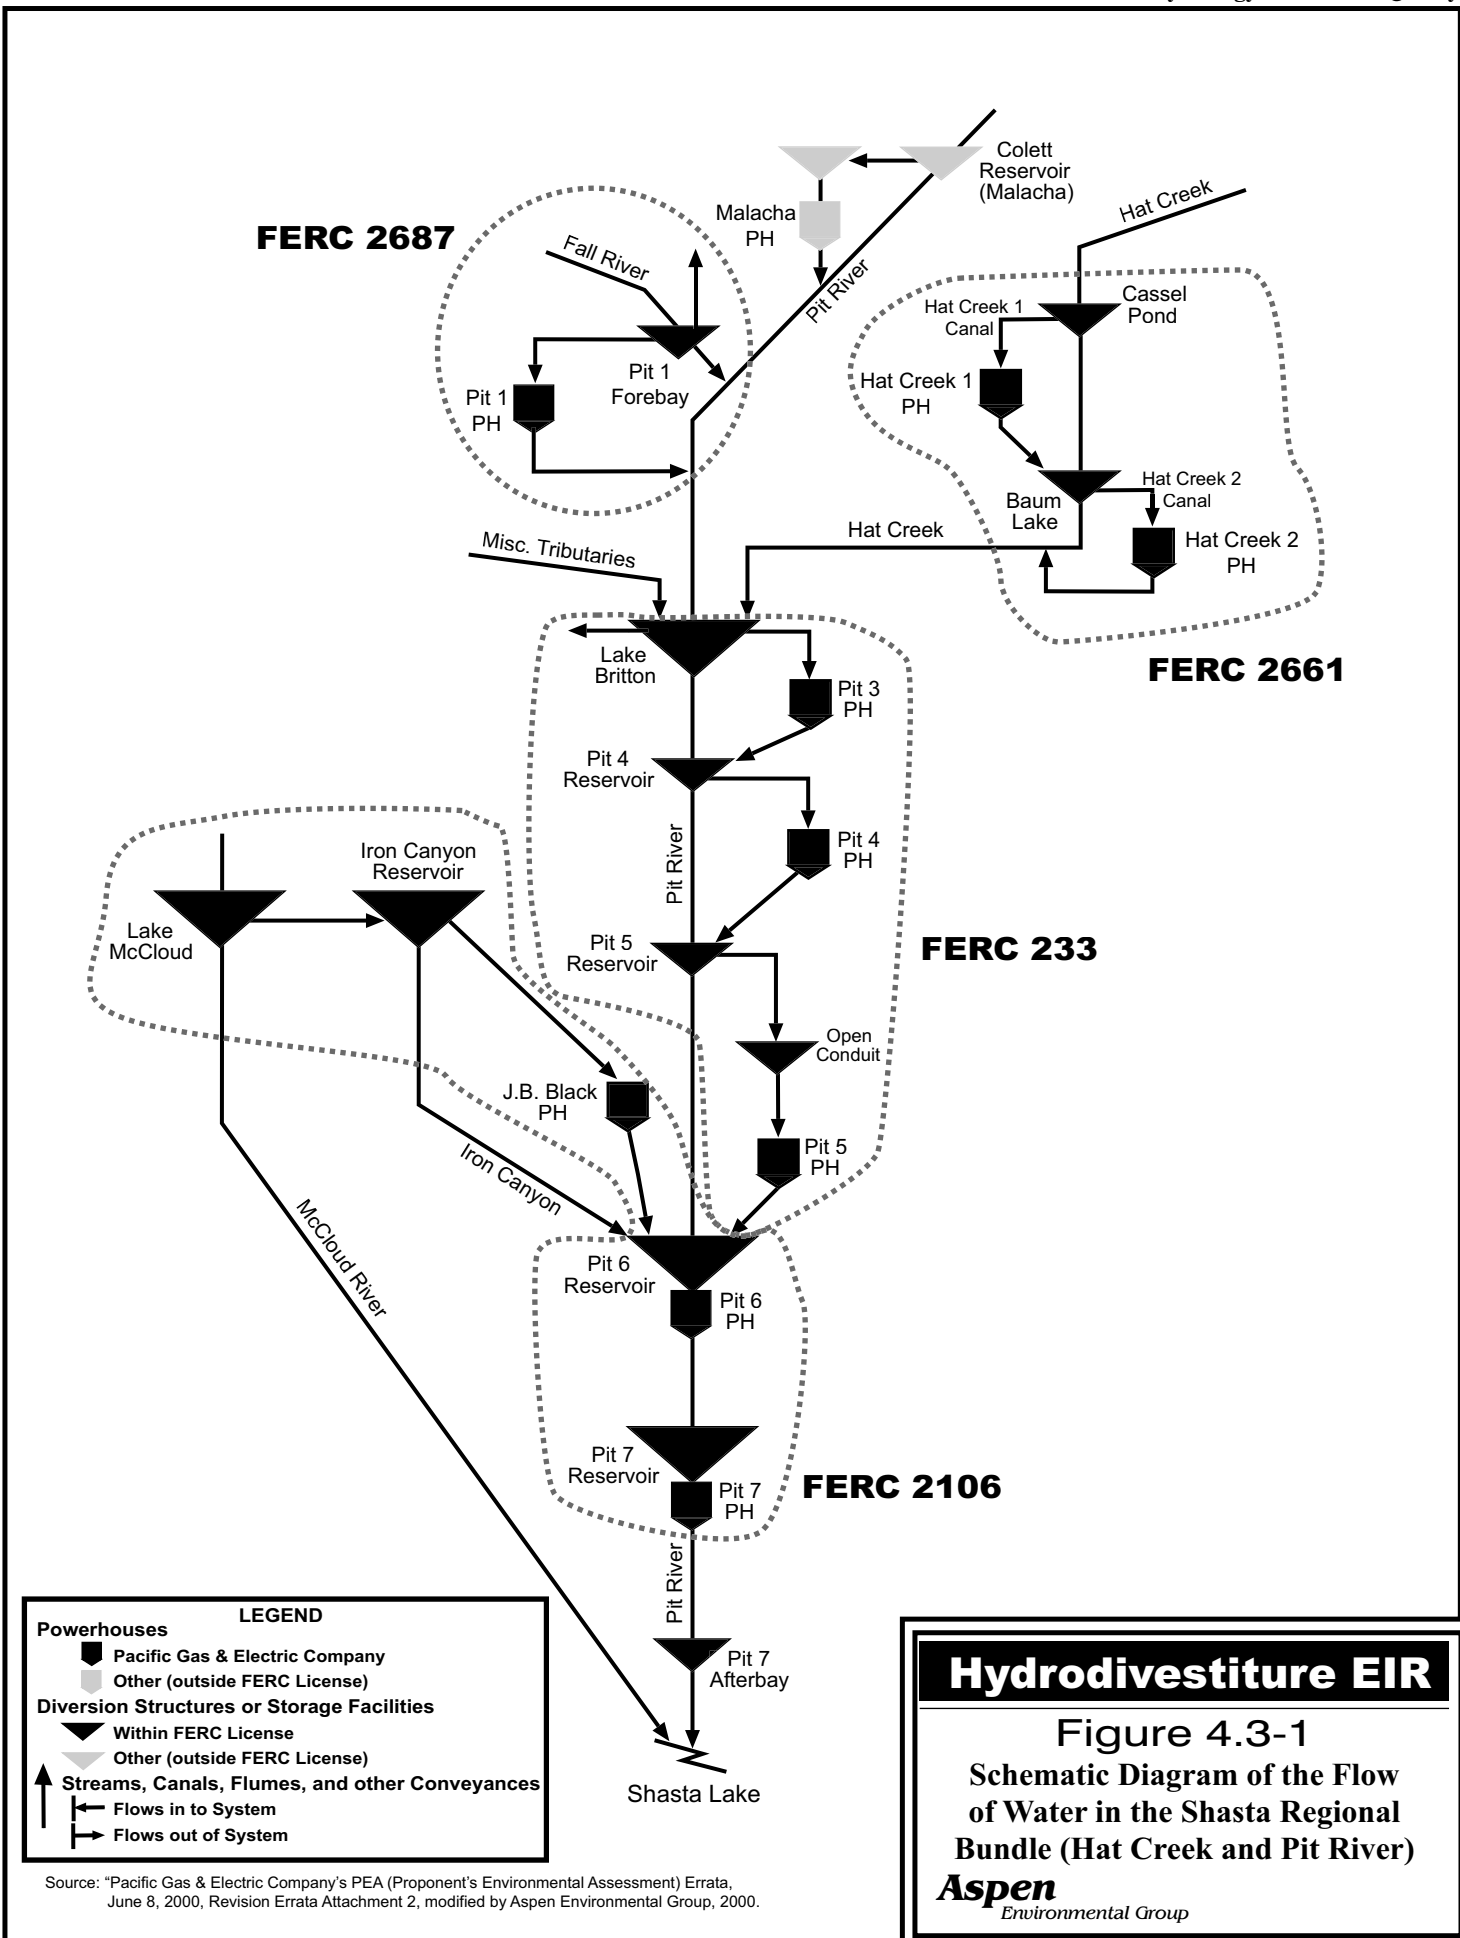 Colett
Reservoir
(Malacha)
Malacha
PH
Hat Creek
FERC 2687
Fall River
Pit River
Cassel
Pond
Hat Creek 1
Canal
Pit 1
Forebay
Hat Creek 1
PH
Pit 1
PH
Hat Creek 2
Canal
Baum
Lake
Hat Creek
Hat Creek 2
PH
Misc. Tributaries
FERC 2661
Lake
Britton
Pit 3
PH
Pit 4
Reservoir
Pit 4
PH
Pit River
Iron Canyon
Reservoir
Lake
McCloud
Pit 5
Reservoir
FERC 233
Open
Conduit
J.B. Black
PH
Pit 5
PH
Iron Canyon
McCloud River
Pit 6
Reservoir
Pit 6
PH
Pit 7
Reservoir
Pit 7
PH
FERC 2106
Pit River
Pit 7
Afterbay
Shasta Lake
LEGEND
Powerhouses
Pacific Gas & Electric Company
Other (outside FERC License)
Diversion Structures or Storage Facilities
Within FERC License
Other (outside FERC License)
Streams, Canals, Flumes, and other Conveyances
Flows in to System
Flows out of System
Source: “Pacific Gas & Electric Company's PEA (Proponent's Environmental Assessment) Errata,
June 8, 2000, Revision Errata Attachment 2, modified by Aspen Environmental Group, 2000.
Hydrodivestiture EIR
Figure 4.3-1
Schematic Diagram of the Flow
of Water in the Shasta Regional
Bundle (Hat Creek and Pit River)
Aspen
Environmental Group